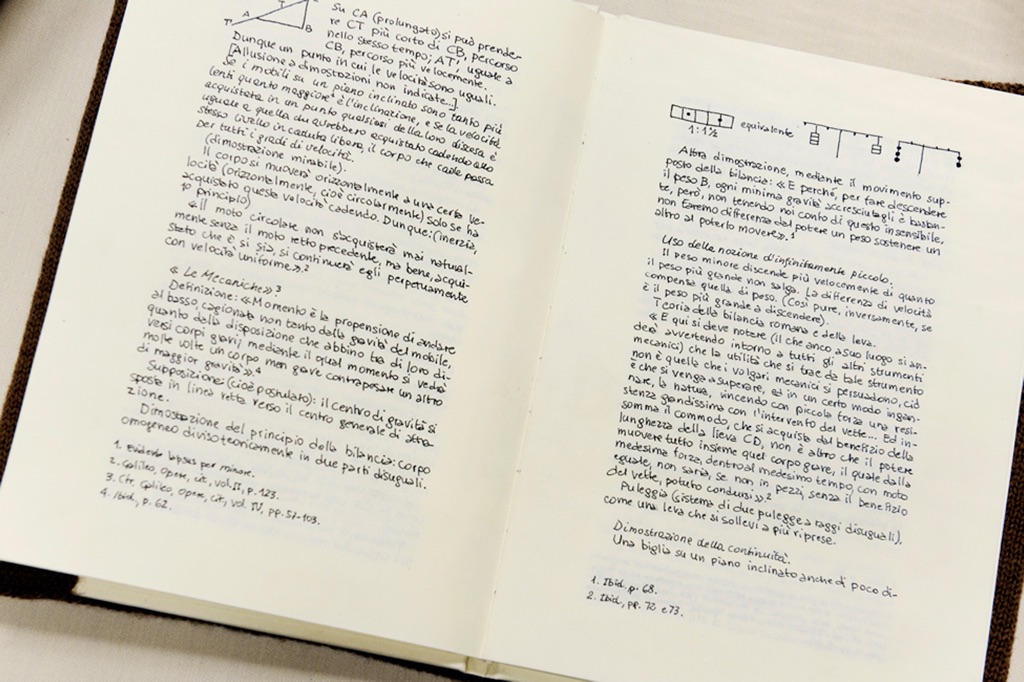 T
T' A B
su CA (prolungato) si può prende-
re CT più corto di CB, percorso
nello stesso tempo; AT', uguale a
CB, percorso più velocemente.
Dunque un punto in cui le velocità sono uguali.
[Allusione a dimostrazioni non indicate...].
Se i mobili su un piano inclinato sono tanto più
lenti quanto maggiore è l'inclinazione, e se la velocità
acquistata in un punto qualsiasi della loro discesa è
uguale a quella che avrebbero acquistato cadendo allo
stesso livello in caduta libera, il corpo che cade passa
per tutti i gradi di velocità.
(dimostrazione mirabile).
Il corpo si muoverà orizzontalmente a una certa ve-
locità (orizzontalmente, cioè circolarmente) solo se ha
acquistato questa velocità cadendo. Dunque: (inerzia,
1º principio)
«Il moto circolare non s'acquisterà mai natural-
mente senza il moto retto precedente, ma bene, acqui-
stato che è si sia, si continuerà egli perpetuamente
con velocità uniforme».2
« Le Mecaniche».3
Definizione: «Momento è la propensione di andare
al basso, cagionata non tanto dalla gravità del mobile,
quanto dalla disposizione che abbino tra di loro di-
versi corpi gravi; mediante il qual momento si vedrà
molte volte un corpo men grave contrapesare un altro
di maggior gravità».4
Supposizione (cioè postulato): il centro di gravità si
sposta in linea retta verso il centro generale di attra-
zione.
Dimostrazione del principio della bilancia: corpo
omogeneo diviso teoricamente in due parti disuguali.
1. Evidente lapsus per minore.
2. Galileo, Opere, cit., vol. II, p. 123.
3. Cfr. Galileo, Opere, cit., vol. IV, pp. 57-103.
4. Ibid., p. 62.
equivalente
1:1½
Altra dimostrazione, mediante il movimento sup-
posto della bilancia: «E perché, per fare descendere
il peso B, ogni minima gravità accresciutagli è bastan-
te, però, non tenendo noi conto di questo insensibile,
non faremo differenza dal potere un peso sostenere un
altro al poterlo movere».1
Uso della nozione d'infinitamente piccolo.
Il peso minore discende più velocemente di quanto
il peso più grande non salga. La differenza di velocità
compensa quella di peso. (Così pure, inversamente, se
è il peso più grande a discendere).
Teoria della bilancia romana e della leva.
«E qui si deve notere (il che anco a suo luogo si an-
derà avvertendo intorno a tutti gli altri strumenti
mecanici) che la utilità che si trae da tale strumento
non è quella che i volgari mecanici si persuadono, ciò
è che si venga a superare, ed in un certo modo ingan-
nare, la natura, vincendo con piccola forza una resi-
stenza grandissima con l'intervento del vette... Ed in-
somma il commodo, che si acquista dal benefizio della
lunghezza della lieva CD, non è altro che il potere
muovere tutto insieme quel corpo grave, il quale dalla
medesima forza, dentro al medesimo tempo, con moto
eguale, non saria, se non in pezzi, senza il benefizio
del vette, potuto condursi».2
Puleggia (sistema di due pulegge a raggi disuguali),
come una leva che si sollevi a più riprese.
Dimostrazione della continuità.
Una biglia su un piano inclinato anche di poco di-
1. Ibid., p. 68.
2. Ibid., pp. 72 e 73.